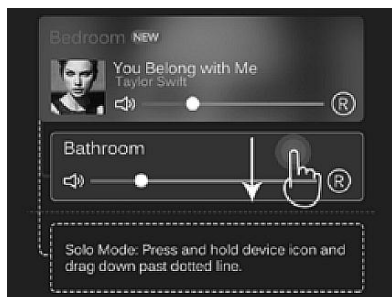 Bedroom NEW
You Belong with Me
Taylor Swift
R
Bathroom
R
Solo Mode: Press and hold device icon and
drag down past dotted line.